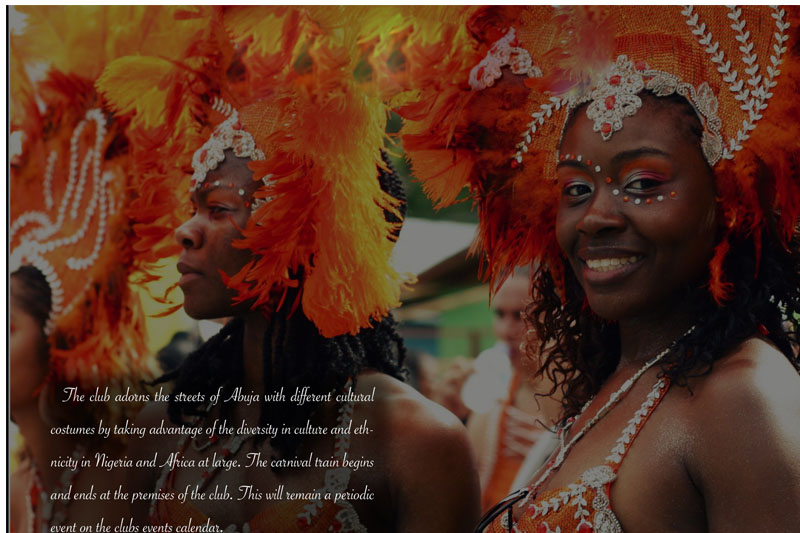 The club adorns the streets of Abuja with different cultural
costumes by taking advantage of the diversity in culture and eth-
nicity in Nigeria and Africa at large. The carnival train begins
and ends at the premises of the club. This will remain a periodic
event on the clubs events calendar.